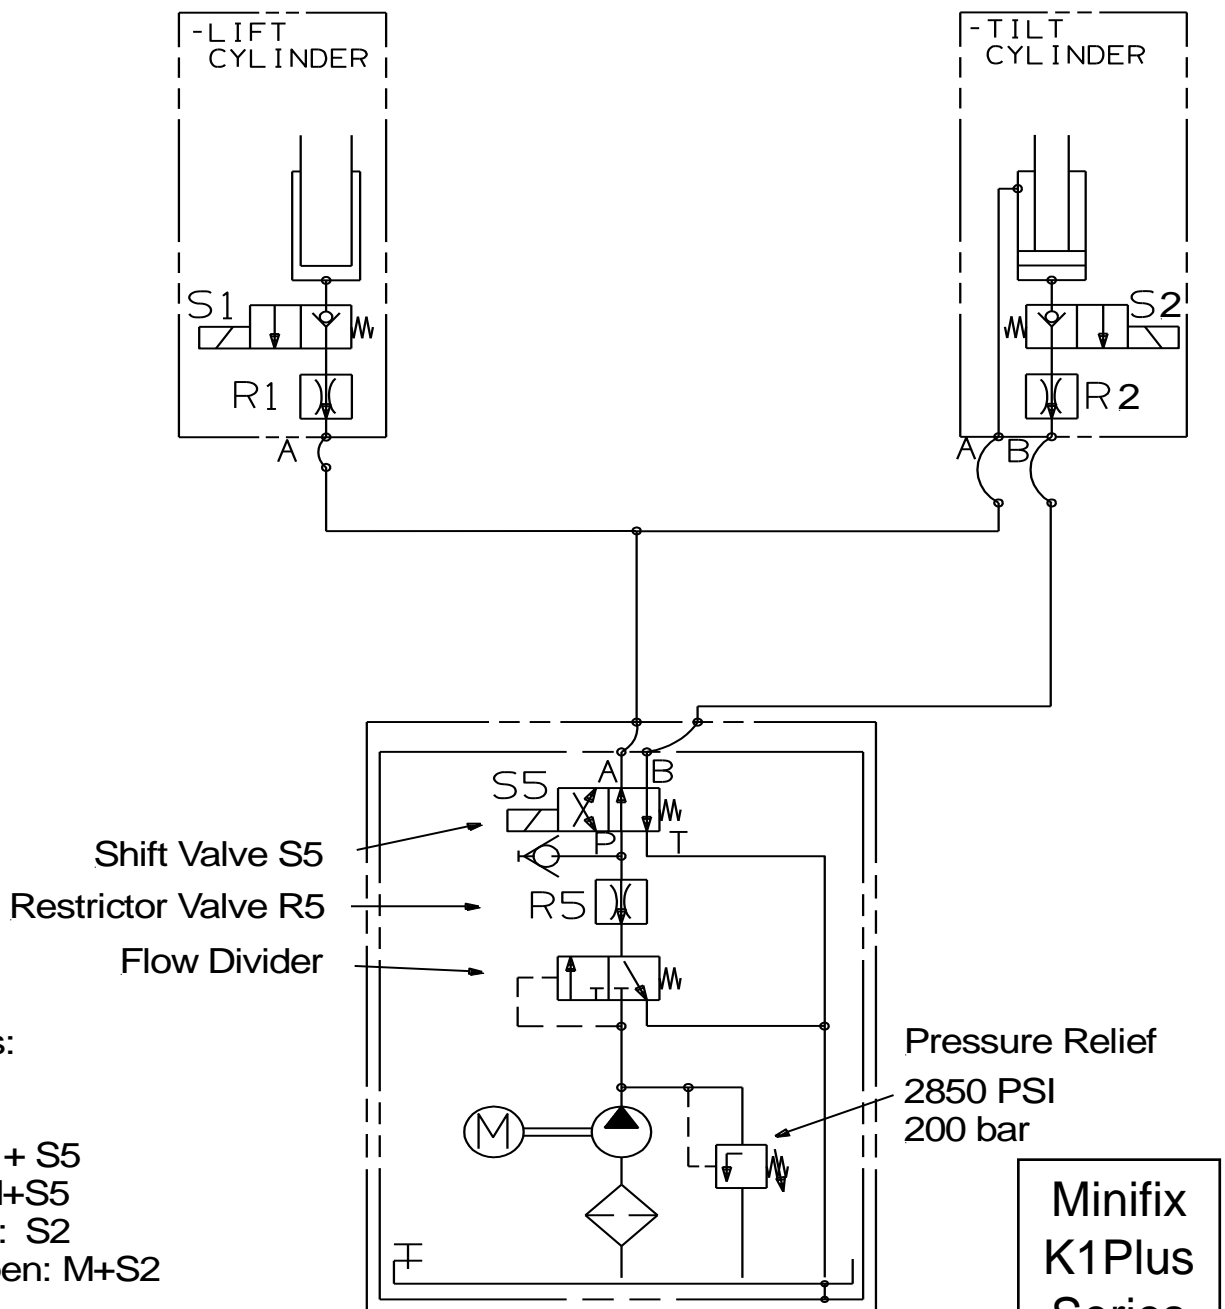 -LIFT
CYLINDER
-TILT
CYLINDER
S1
S2
R1
R2
A
A
B
A
B
S5
P
T
Shift Valve S5
R5
Restrictor Valve R5
Flow Divider
Pressure Relief
2850 PSI
200 bar
M
+ S5
+S5
: S2
M+S2
Minifix
K1Plus
Series